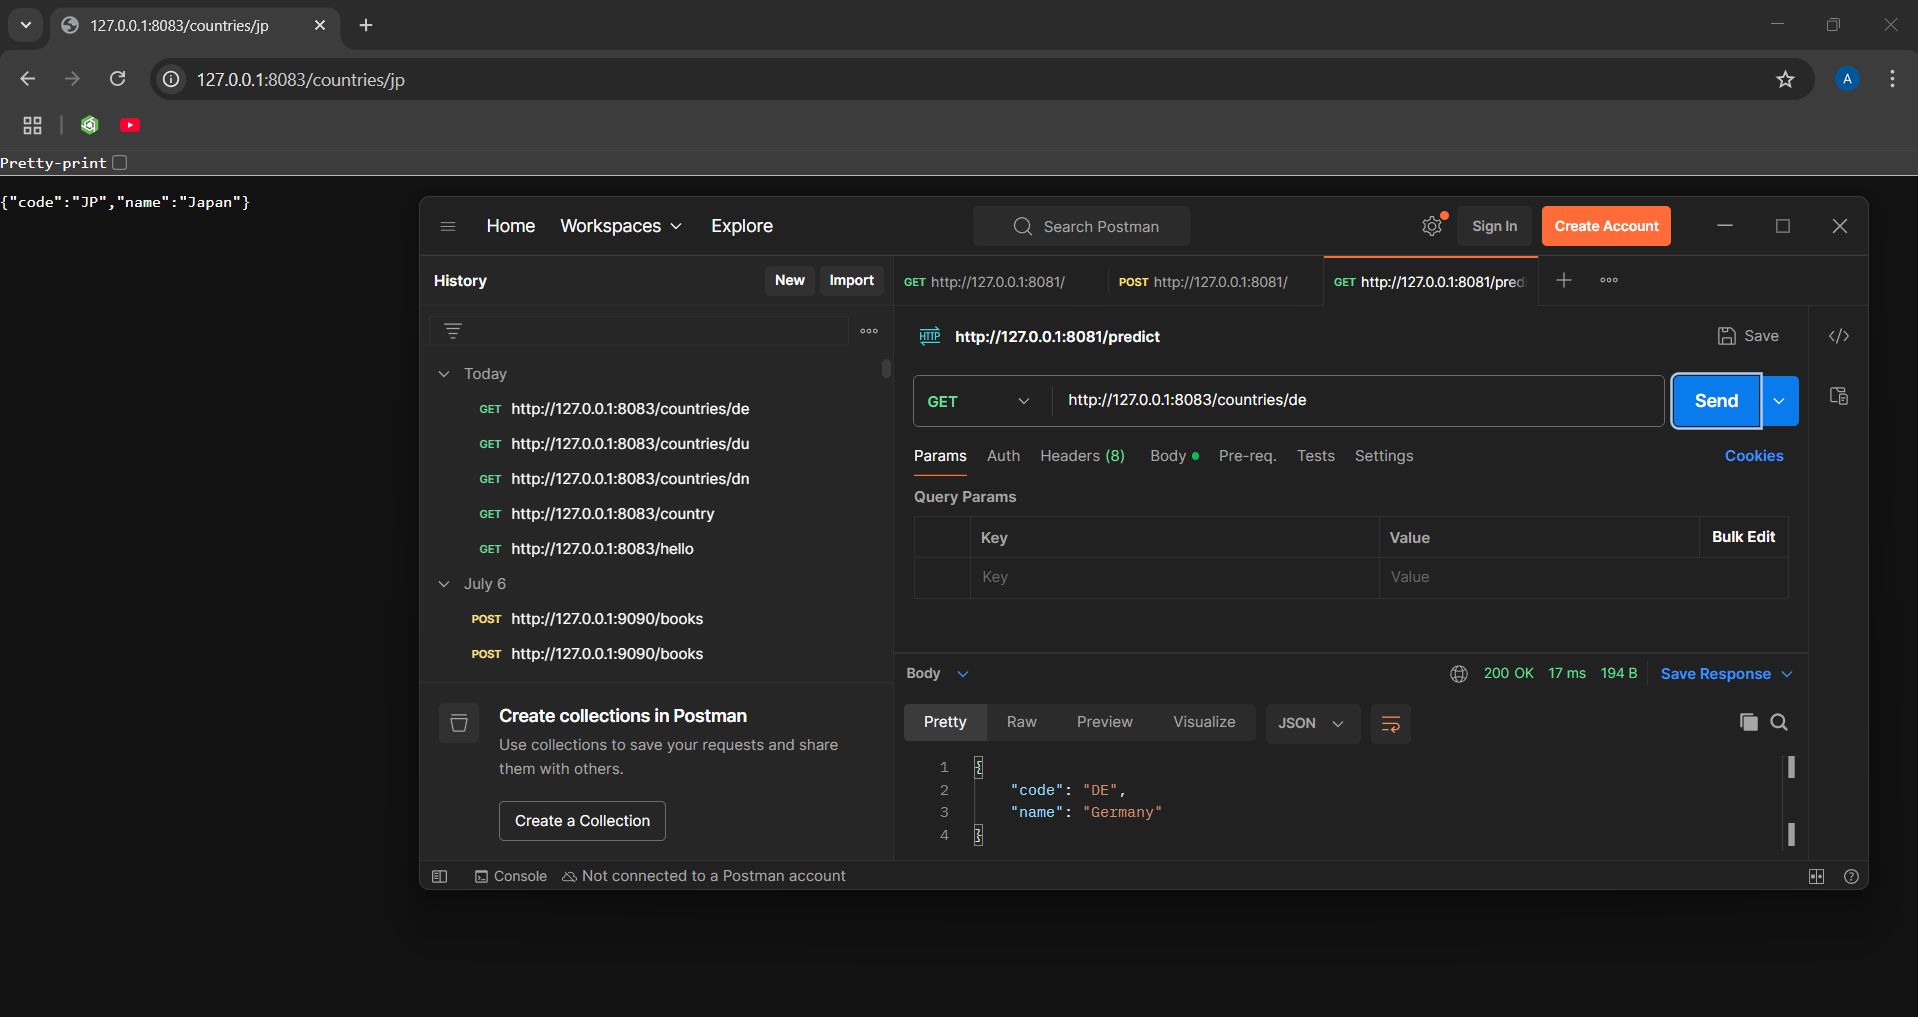 127.0.0.1:8083/countries/jp
127.0.0.1:8083/countries/jp
A
Pretty-print
{"code":"JP","name":"Japan"}
Home Workspaces Explore Search Postman Sign In Create Account
History New Import
GET http://127.0.0.1:8081/ POST http://127.0.0.1:8081/ GET http://127.0.0.1:8081/pred
HTTP http://127.0.0.1:8081/predict Save </>
Today
GET http://127.0.0.1:8083/countries/de
GET http://127.0.0.1:8083/countries/du
GET http://127.0.0.1:8083/countries/dn
GET http://127.0.0.1:8083/country
GET http://127.0.0.1:8083/hello
July 6
POST http://127.0.0.1:9090/books
POST http://127.0.0.1:9090/books
Create collections in Postman
Use collections to save your requests and share
them with others.
Create a Collection
GET http://127.0.0.1:8083/countries/de Send
Params Auth Headers (8) Body Pre-req. Tests Settings Cookies
Query Params
Key Value Bulk Edit
Key Value
Body 200 OK 17 ms 194 B Save Response
Pretty Raw Preview Visualize JSON
1 {
2 "code": "DE",
3 "name": "Germany"
4 }
Console Not connected to a Postman account